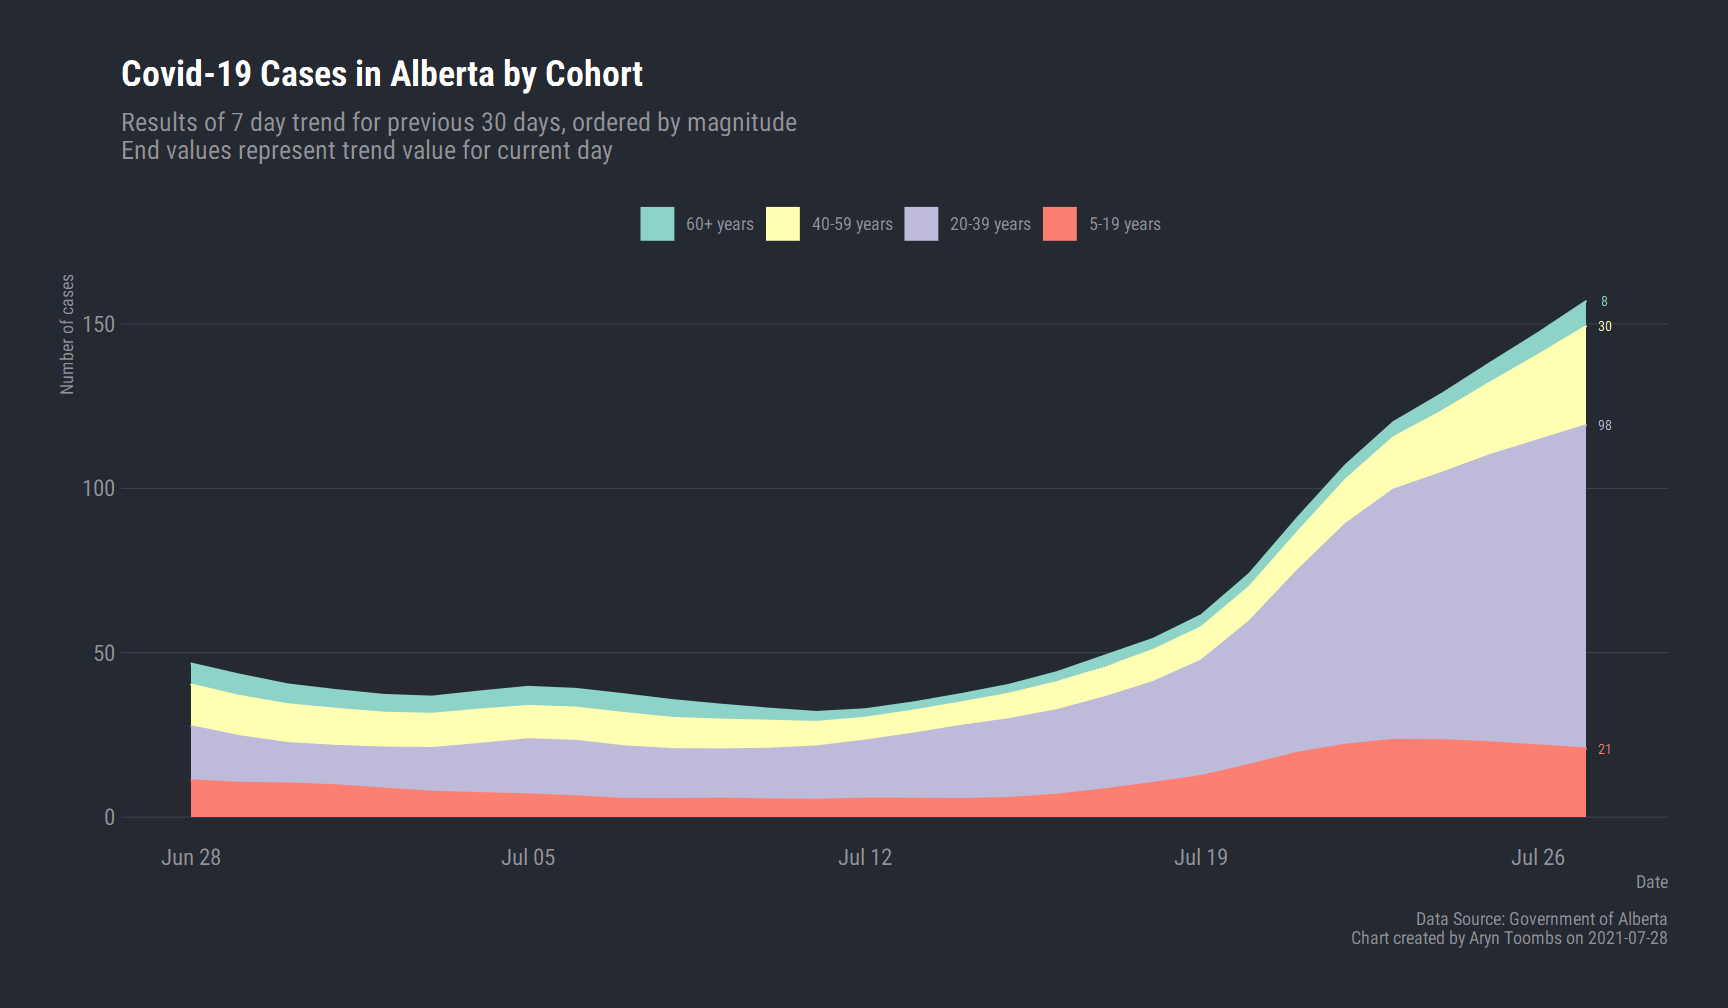 Covid-19 Cases in Alberta by Cohort
Results of 7 day trend for previous 30 days, ordered by magnitude
End values represent trend value for current day
60+ years 40-59 years 20-39 years 5-19 years
Number of cases
150
100
50
0
8
30
98
21
Jun 28 Jul 05 Jul 12 Jul 19 Jul 26
Date
Data Source: Government of Alberta
Chart created by Aryn Toombs on 2021-07-28